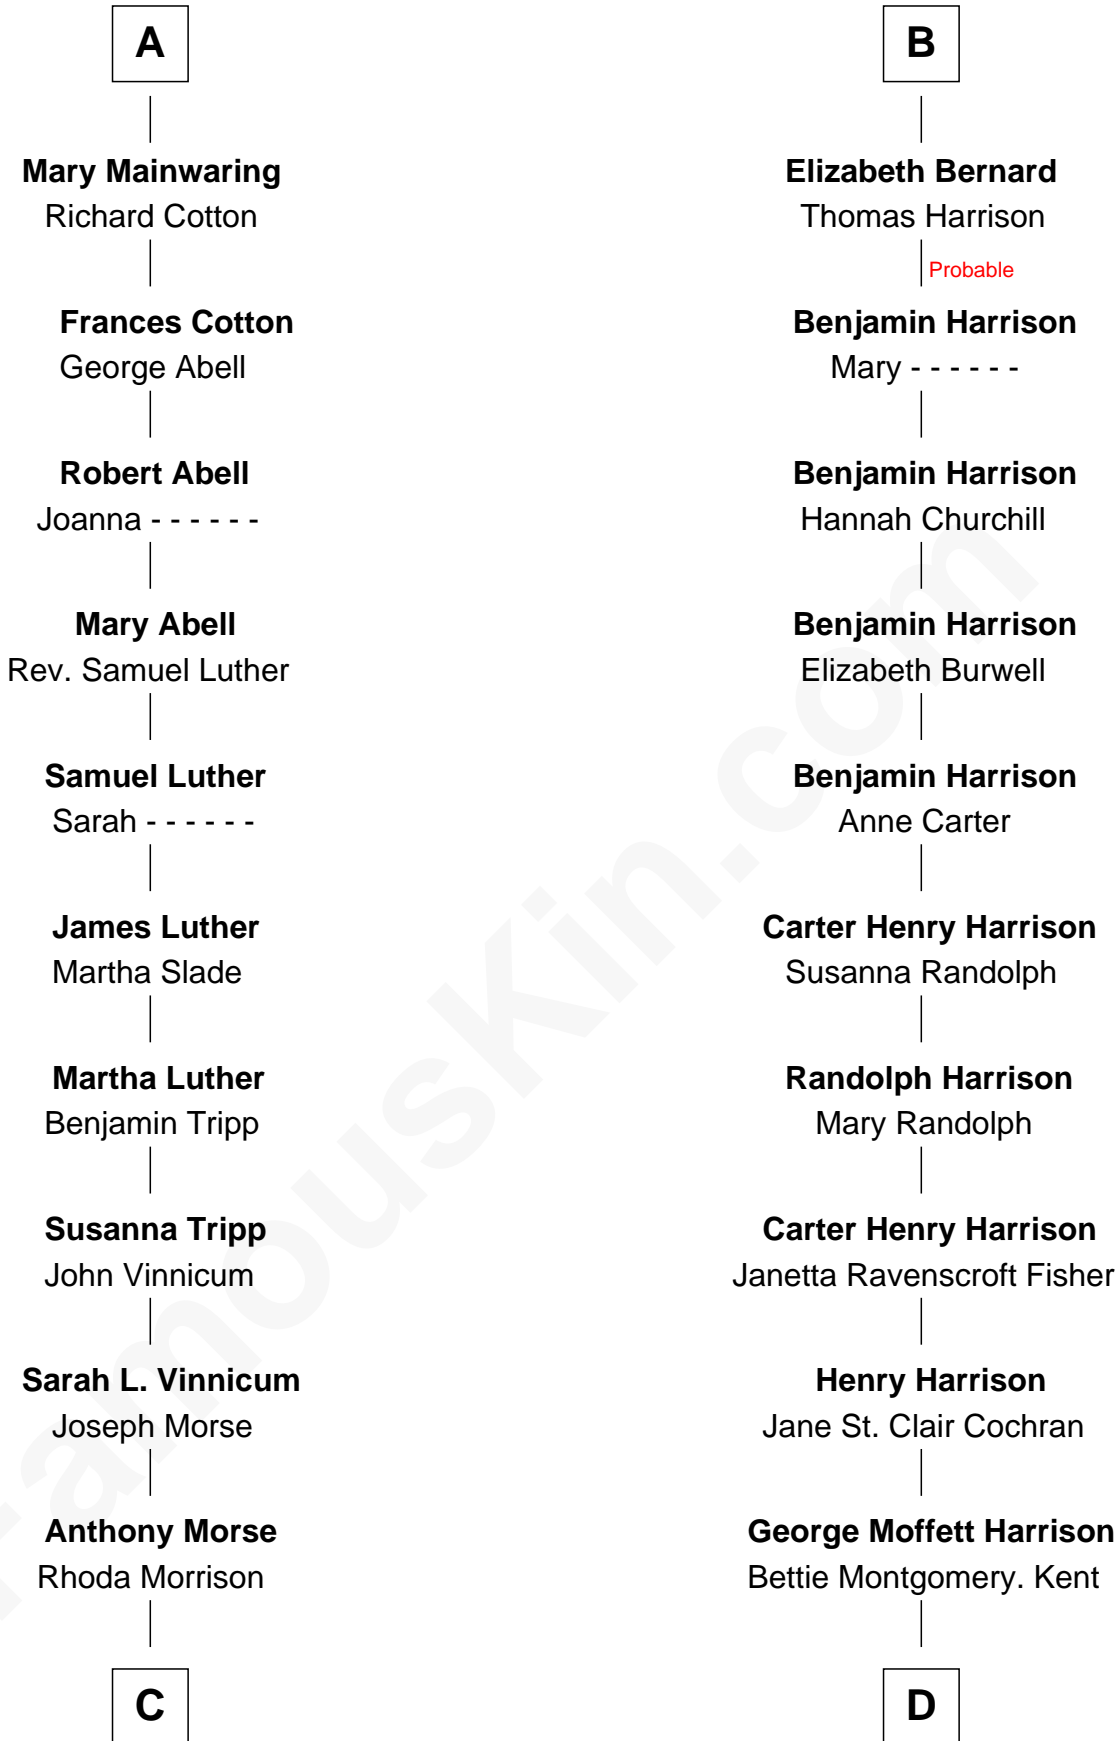 A
Mary Mainwaring
Richard Cotton
Frances Cotton
George Abell
Robert Abell
Joanna - - - - - -
Mary Abell
Rev. Samuel Luther
Samuel Luther
Sarah - - - - - -
James Luther
Martha Slade
Martha Luther
Benjamin Tripp
Susanna Tripp
John Vinnicum
Sarah L. Vinnicum
Joseph Morse
Anthony Morse
Rhoda Morrison
C
B
Elizabeth Bernard
Thomas Harrison
Probable
Benjamin Harrison
Mary - - - - - -
Benjamin Harrison
Hannah Churchill
Benjamin Harrison
Elizabeth Burwell
Benjamin Harrison
Anne Carter
Carter Henry Harrison
Susanna Randolph
Randolph Harrison
Mary Randolph
Carter Henry Harrison
Janetta Ravenscroft Fisher
Henry Harrison
Jane St. Clair Cochran
George Moffett Harrison
Bettie Montgomery. Kent
D
FamousKin.com